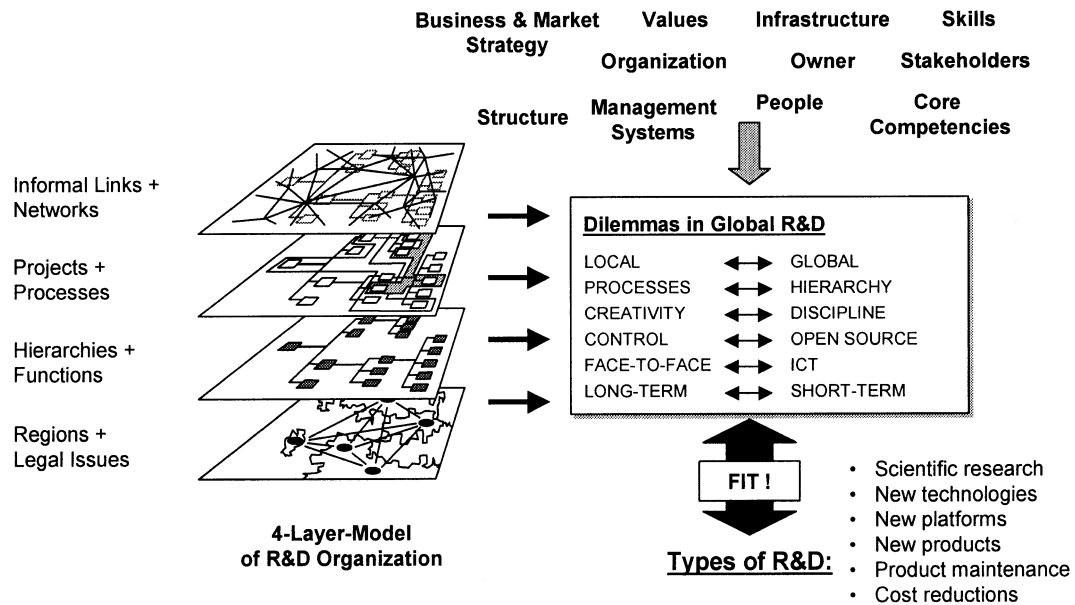 Business & Market
Strategy
Values
Infrastructure
Skills
Organization
Owner
Stakeholders
Structure
Management
Systems
People
Core
Competencies
Informal Links +
Networks
Projects +
Processes
Hierarchies +
Functions
Regions +
Legal Issues
4-Layer-Model
of R&D Organization
Dilemmas in Global R&D
LOCAL GLOBAL
PROCESSES HIERARCHY
CREATIVITY DISCIPLINE
CONTROL OPEN SOURCE
FACE-TO-FACE ICT
LONG-TERM SHORT-TERM
FIT !
Types of R&D:
• Scientific research
• New technologies
• New platforms
• New products
• Product maintenance
• Cost reductions